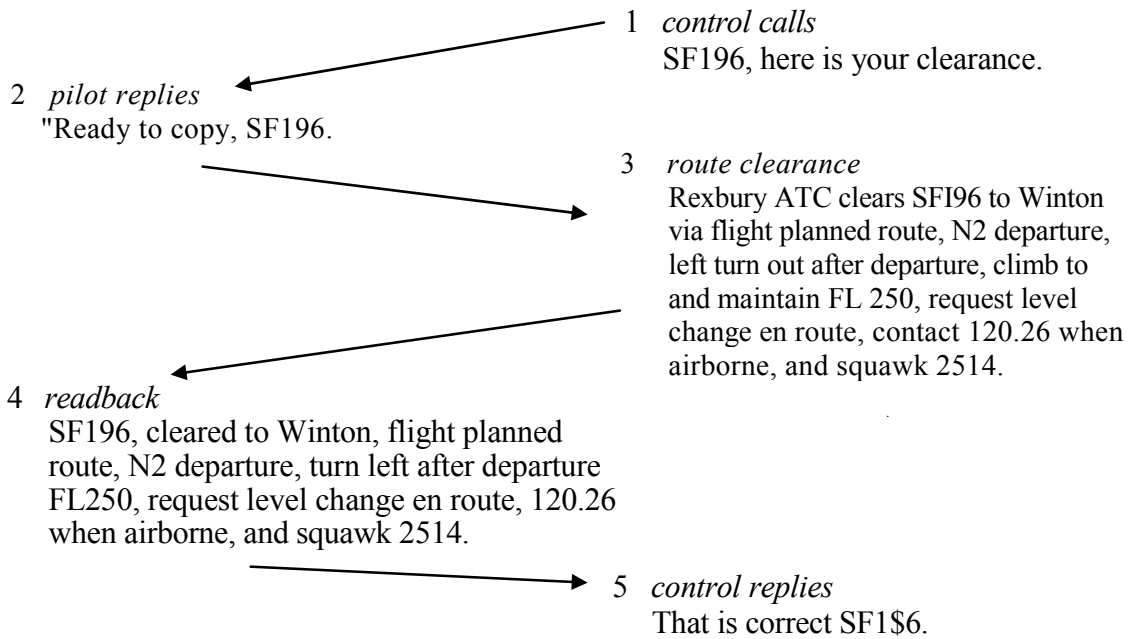 1 control calls
SF196, here is your clearance.
2 pilot replies
"Ready to copy, SF196.
3 route clearance
Rexbury ATC clears SFI96 to Winton
via flight planned route, N2 departure,
left turn out after departure, climb to
and maintain FL 250, request level
change en route, contact 120.26 when
airborne, and squawk 2514.
4 readback
SF196, cleared to Winton, flight planned
route, N2 departure, turn left after departure
FL250, request level change en route, 120.26
when airborne, and squawk 2514.
5 control replies
That is correct SF1$6.